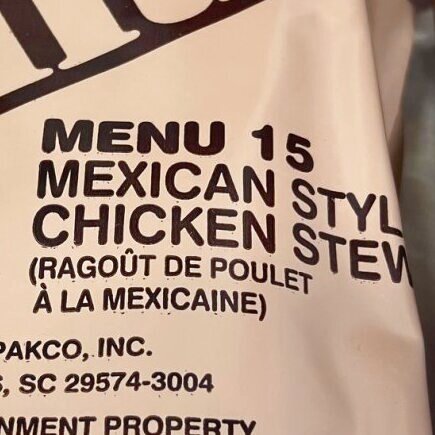 MENU 15
MEXICAN STYL
CHICKEN STEW
(RAGOÛT DE POULET
À LA MEXICAINE)
PAKCO, INC.
, SC 29574-3004
NMENT PROPERTY